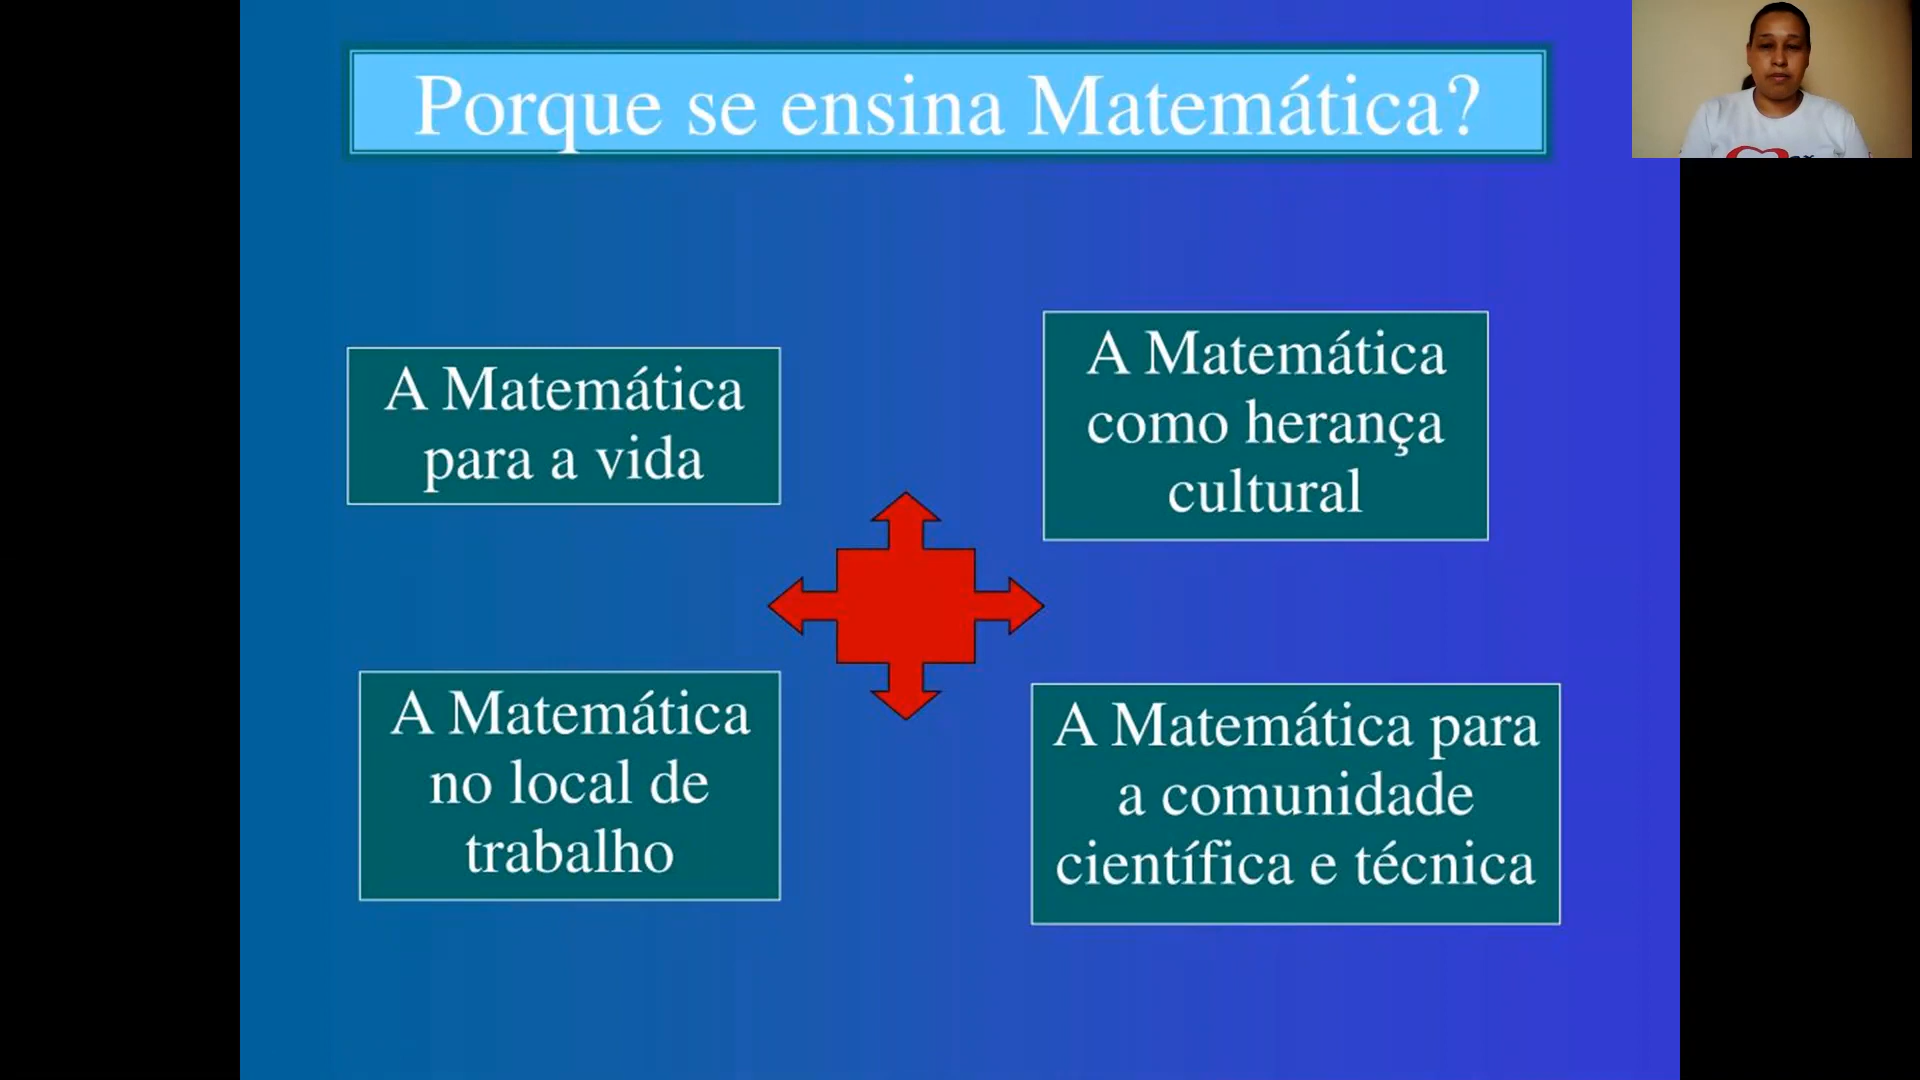 Porque se ensina Matemática?
A Matemática
para a vida
A Matemática
como herança
cultural
A Matemática
no local de
trabalho
A Matemática para
a comunidade
científica e técnica